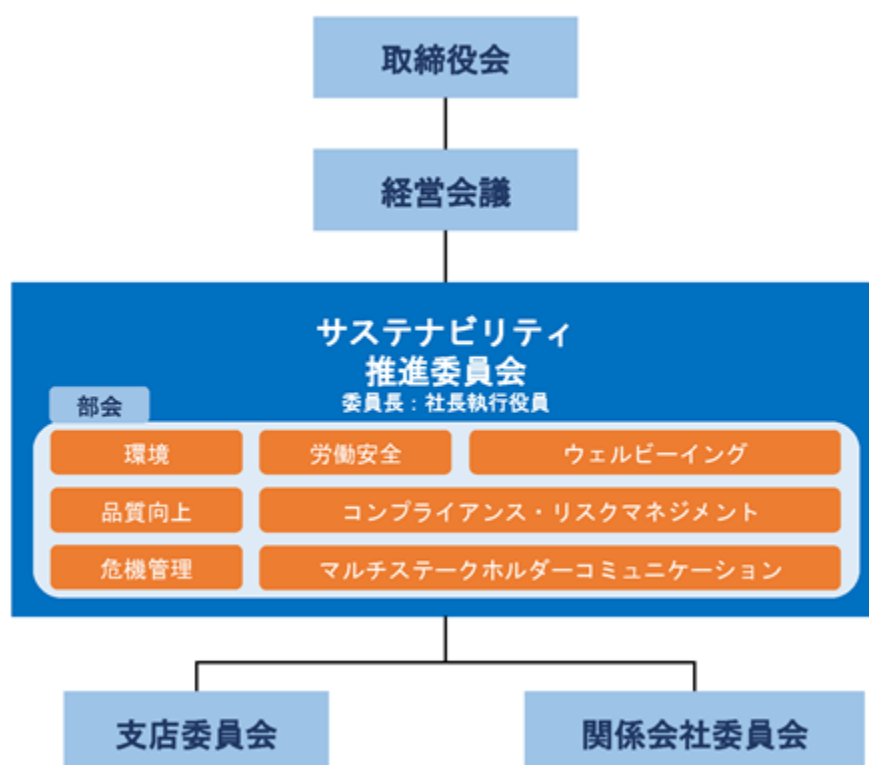 取締役会
経営会議
サステナビリティ
推進委員会
委員長：社長執行役員
部会
環境
労働安全
ウェルビーイング
品質向上
コンプライアンス・リスクマネジメント
危機管理
マルチステークホルダーコミュニケーション
支店委員会
関係会社委員会